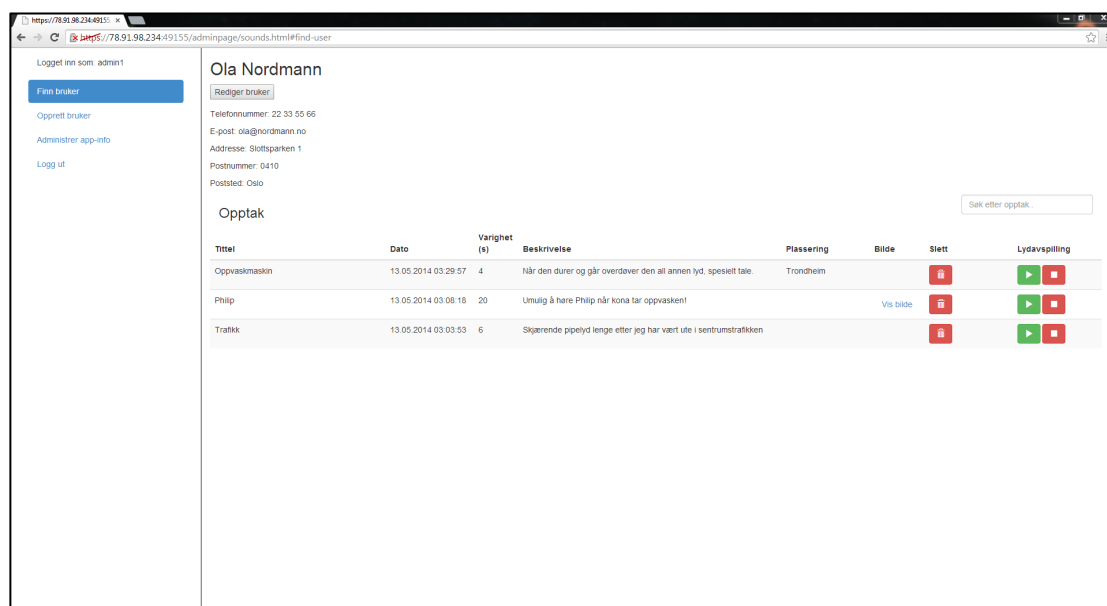 https://78.91.98.234:49155
https://78.91.98.234:49155/adminpage/sounds.html#find-user
Logget inn som: admin1
Finn bruker
Opprett bruker
Administrer app-info
Logg ut
Ola Nordmann
Rediger bruker
Telefonnummer: 22 33 55 66
E-post: ola@nordmann.no
Addresse: Slottsparken 1
Postnummer: 0410
Poststed: Oslo
Søk etter opptak..
Opptak
Tittel Dato Varighet (s) Beskrivelse Plassering Bilde Slett Lydavspilling
Oppvaskmaskin 13.05.2014 03:29:57 4 Når den durer og går overdøver den all annen lyd, spesielt tale. Trondheim
Philip 13.05.2014 03:08:18 20 Umulig å høre Philip når kona tar oppvasken! Vis bilde
Trafikk 13.05.2014 03:03:53 6 Skjærende pipelyd lenge etter jeg har vært ute i sentrumstrafikken